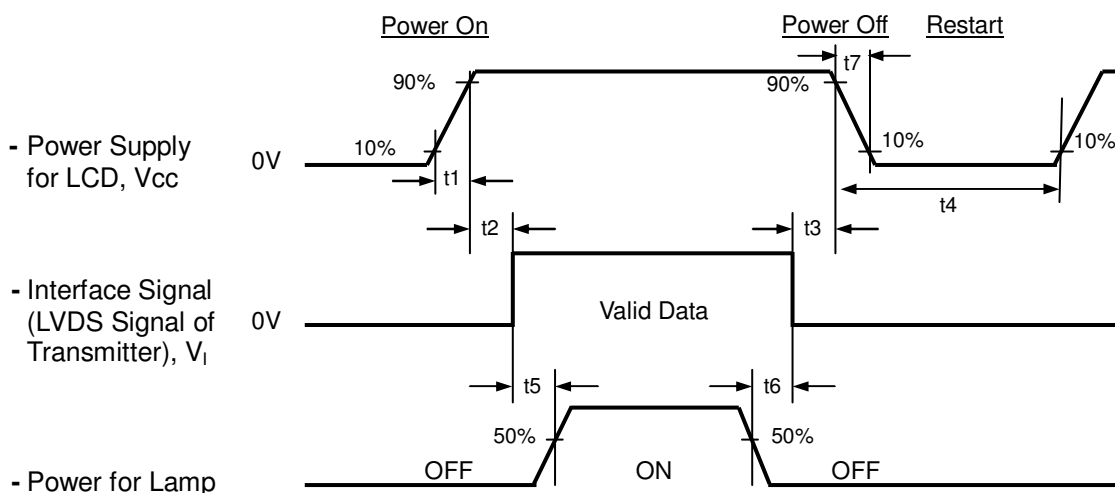 Power On
Power Off
Restart
t7
90%
90%
- Power Supply
for LCD, Vcc
0V
10%
10%
10%
t1
t4
t2
t3
- Interface Signal
(LVDS Signal of
Transmitter), VI
0V
Valid Data
t5
t6
50%
50%
- Power for Lamp
OFF
ON
OFF